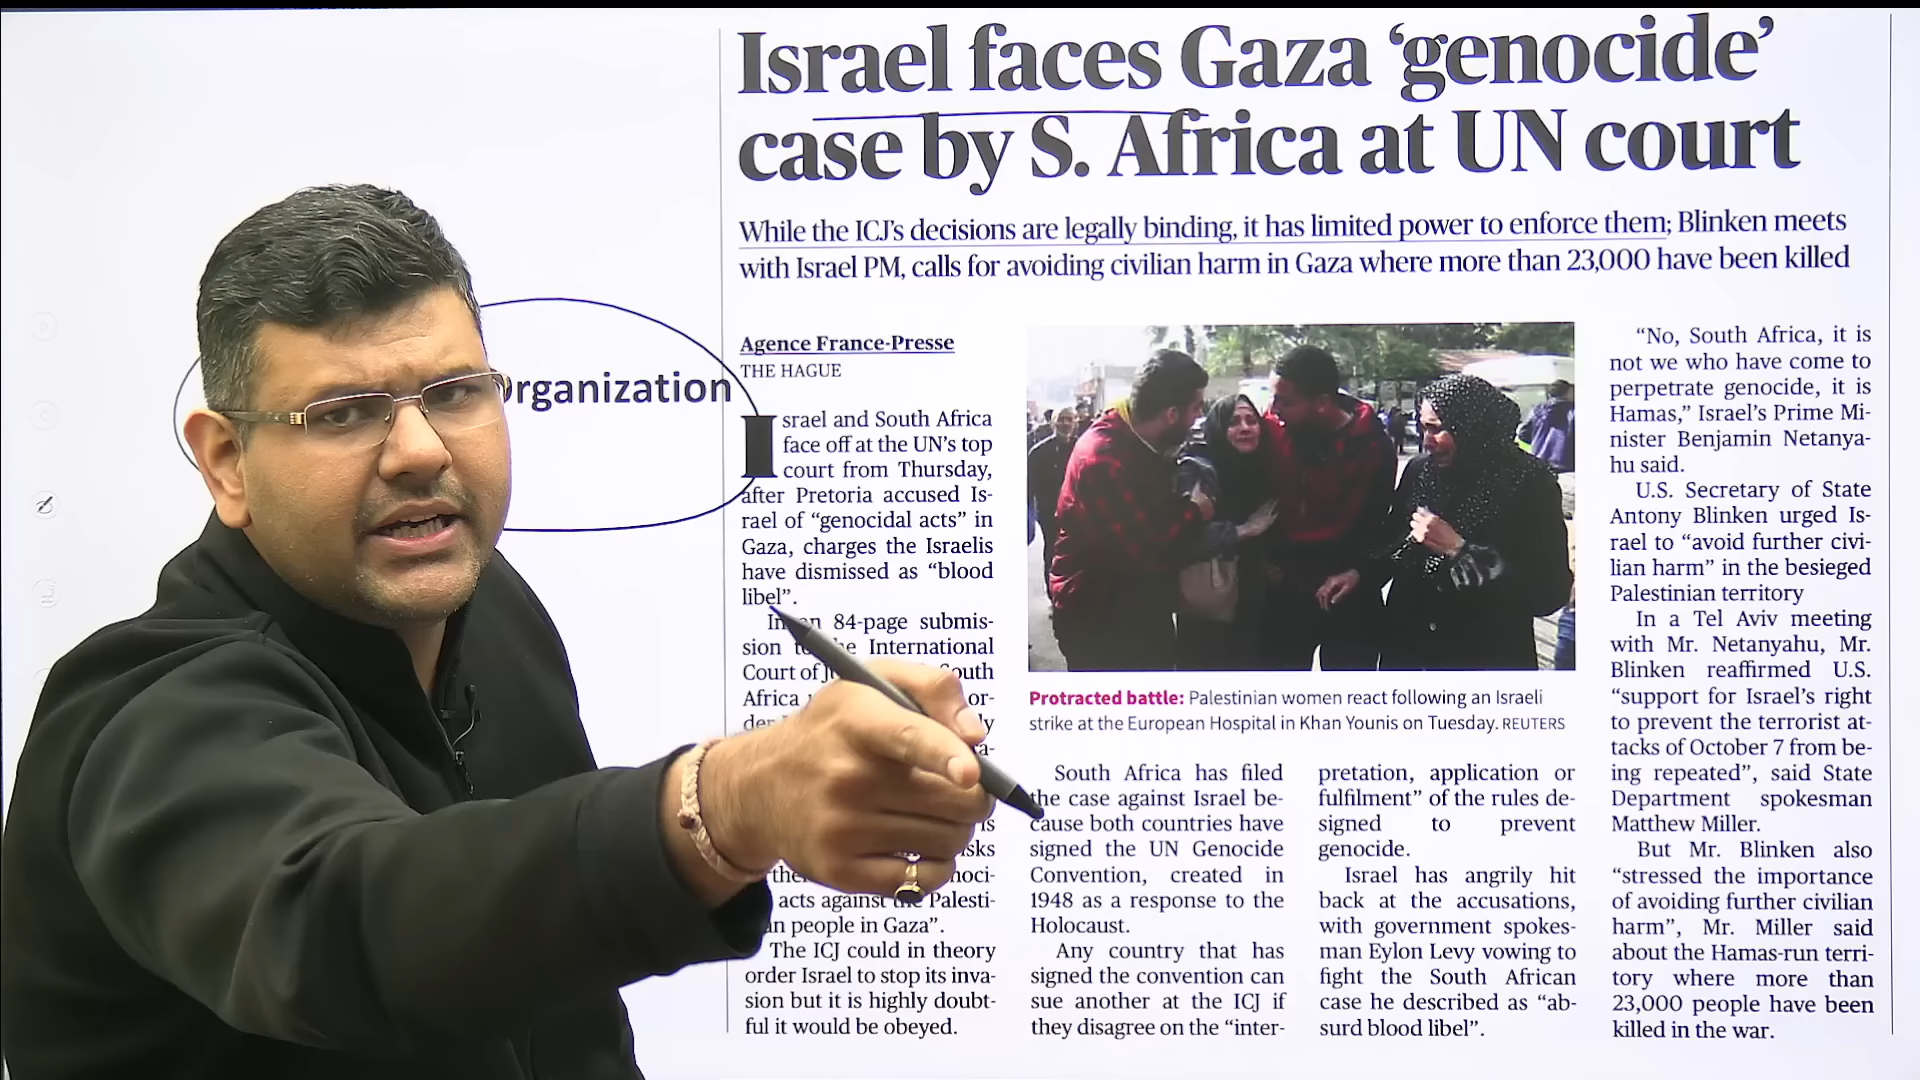 Israel faces Gaza ‘genocide’
case by S. Africa at UN court
While the ICJ’s decisions are legally binding, it has limited power to enforce them; Blinken meets
with Israel PM, calls for avoiding civilian harm in Gaza where more than 23,000 have been killed
rganization
Agence France-Presse
THE HAGUE
Israel and South Africa
face off at the UN’s top
court from Thursday,
after Pretoria accused Is-
rael of “genocidal acts” in
Gaza, charges the Israelis
have dismissed as “blood
libel”.
In an 84-page submis-
sion International
Court of
Africa or-
acts against the Palesti-
people in Gaza”.
The ICJ could in theory
order Israel to stop its inva-
sion but it is highly doubt-
ful it would be obeyed.
Protracted battle: Palestinian women react following an Israeli
strike at the European Hospital in Khan Younis on Tuesday. REUTERS
South Africa has filed
the case against Israel be-
cause both countries have
signed the UN Genocide
Convention, created in
1948 as a response to the
Holocaust.
Any country that has
signed the convention can
sue another at the ICJ if
they disagree on the “inter-
pretation, application or
fulfilment” of the rules de-
signed to prevent
genocide.
Israel has angrily hit
back at the accusations,
with government spokes-
man Eylon Levy vowing to
fight the South African
case he described as “ab-
surd blood libel”.
“No, South Africa, it is
not we who have come to
perpetrate genocide, it is
Hamas,” Israel’s Prime Mi-
nister Benjamin Netanya-
hu said.
U.S. Secretary of State
Antony Blinken urged Is-
rael to “avoid further civi-
lian harm” in the besieged
Palestinian territory
In a Tel Aviv meeting
with Mr. Netanyahu, Mr.
Blinken reaffirmed U.S.
“support for Israel’s right
to prevent the terrorist at-
tacks of October 7 from be-
ing repeated”, said State
Department spokesman
Matthew Miller.
But Mr. Blinken also
“stressed the importance
of avoiding further civilian
harm”, Mr. Miller said
about the Hamas-run terri-
tory where more than
23,000 people have been
killed in the war.